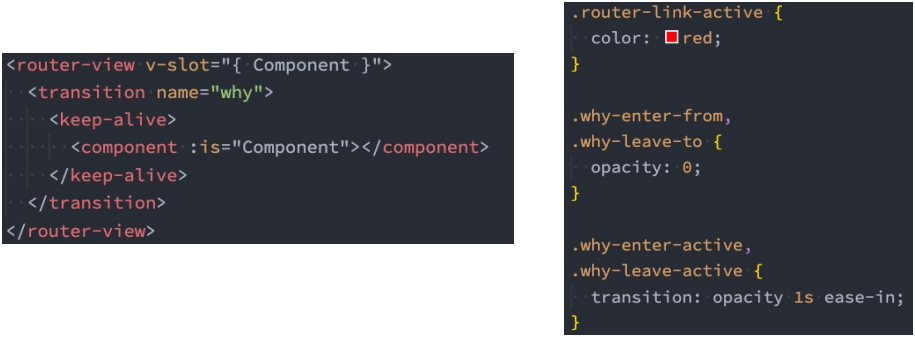 <router-view v-slot="{ Component }">
  <transition name="why">
    <keep-alive>
      <component :is="Component"></component>
    </keep-alive>
  </transition>
</router-view>
.router-link-active {
  color: red;
}

.why-enter-from,
.why-leave-to {
  opacity: 0;
}

.why-enter-active,
.why-leave-active {
  transition: opacity 1s ease-in;
}